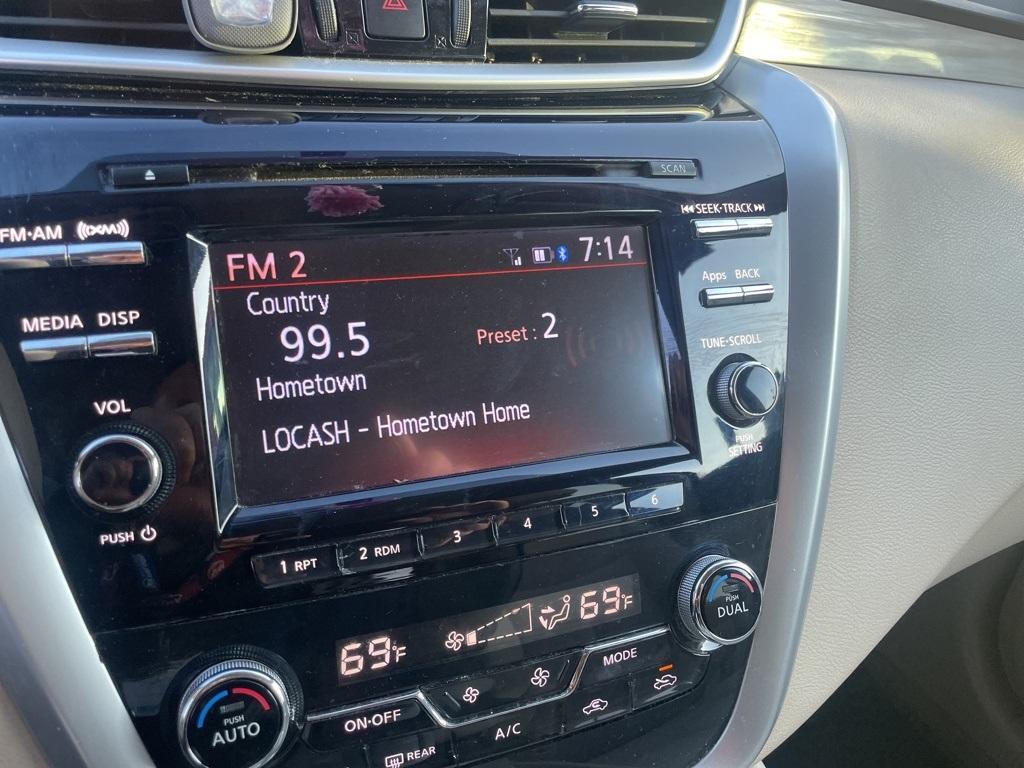 SCAN
FM·AM ((XM))
SEEK·TRACK
FM 2 7:14
Country
99.5 Preset : 2
Hometown
LOCASH - Hometown Home
Apps BACK
MEDIA DISP
TUNE·SCROLL
VOL
PUSH
SETTING
PUSH
1 RPT 2 RDM 3 4 5 6
69°F 69°F
PUSH
DUAL
MODE
PUSH
AUTO
ON·OFF
A/C
REAR